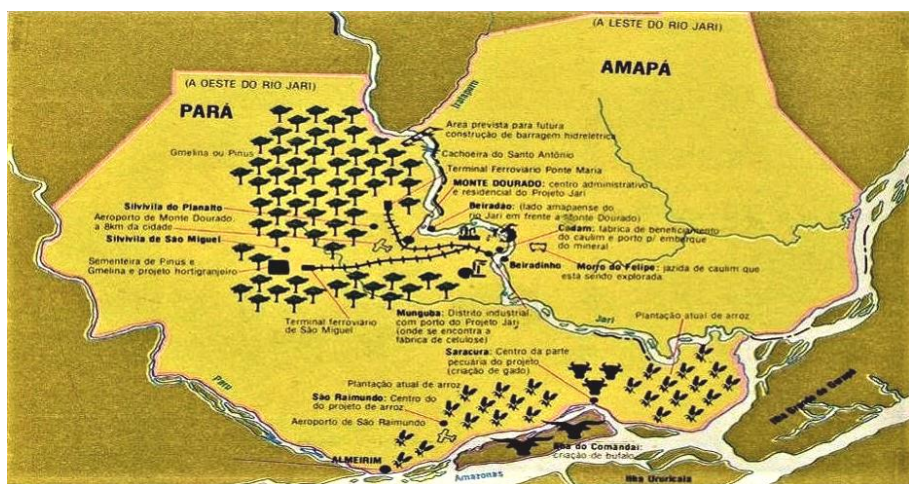 (A LESTE DO RIO JARI)
AMAPÁ
(A OESTE DO RIO JARI)
PARÁ
Iratapuru
Área prevista para futura
construção de barragem hidrelétrica
Gmelina ou Pinus
Cachoeira do Santo Antônio
Terminal Ferroviário Ponte Maria
MONTE DOURADO: centro administrativo
e residencial do Projeto Jari
Silvivila do Planalto
Beiradão: (lado amapaense do
rio Jari em frente a Monte Dourado)
Aeroporto de Monte Dourado
a 8km da cidade
Cadam: fábrica de beneficiamento
do caulim e porto p/ embarque
do mineral
Silvivila de São Miguel
Sementeira de Pinus e
Gmelina e projeto hortigranjeiro
Beiradinho
Morro do Felipe: jazida de caulim que
está sendo explorada
Terminal ferroviário
de São Miguel
Munguba: Distrito industrial
com porto do Projeto Jari
(onde se encontra a
fábrica de celulose)
Jari
Plantação atual de arroz
Saracura: Centro da parte
pecuária do projeto
(criação de gado)
Paru
Plantação atual de arroz
São Raimundo: Centro do
do projeto de arroz
Aeroporto de São Raimundo
Ilha Grande do Gurupá
Ilha do Comandaí:
criação de búfalo
ALMEIRIM
Amazonas
Ilha Uruticaia